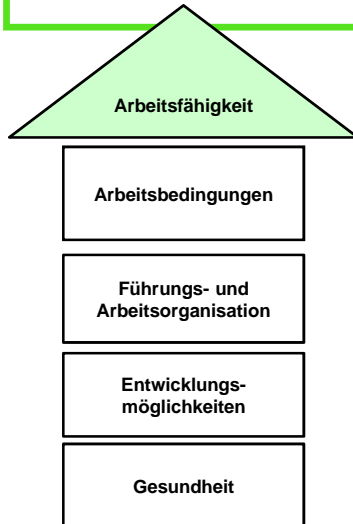 Arbeitsfähigkeit
Arbeitsbedingungen
Führungs- und
Arbeitsorganisation
Entwicklungs-
möglichkeiten
Gesundheit